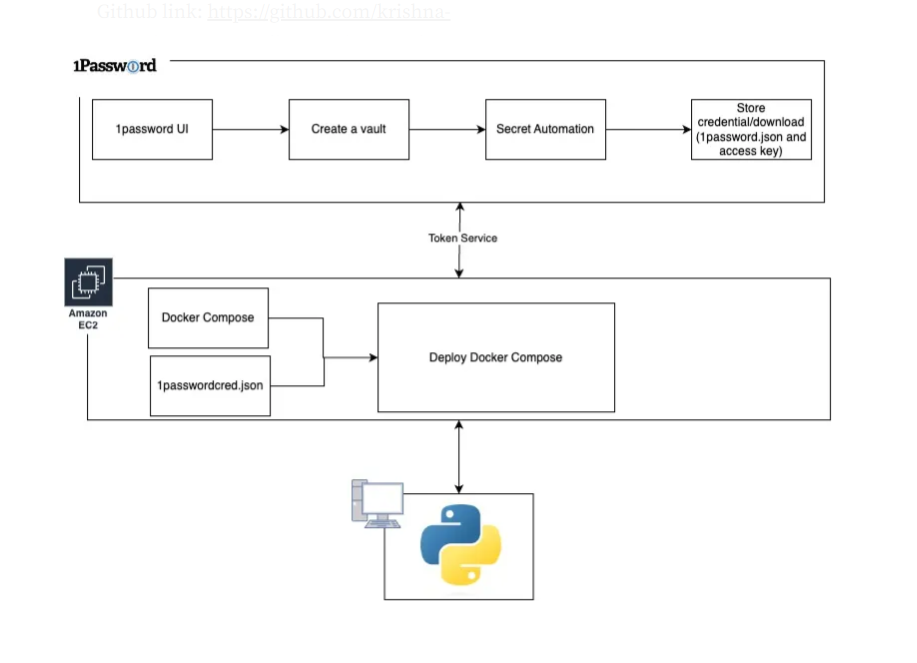 Github link: https://github.com/krishna-
1Password
1password UI
Create a vault
Secret Automation
Store
credential/download
(1password.json and
access key)
Token Service
Amazon
EC2
Docker Compose
1passwordcred.json
Deploy Docker Compose